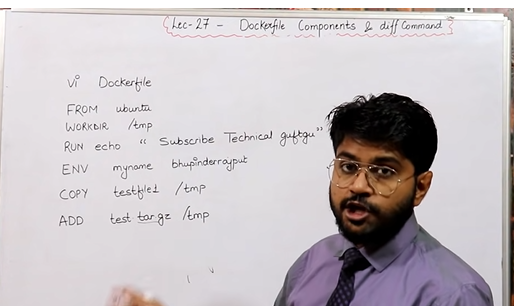 Lec-27 - Dockerfile Components & diff Command
vi Dockerfile
FROM ubuntu
WORKDIR /tmp
RUN echo "Subscribe Technical guftgu"
ENV myname bhupinderrajput
COPY testfile1 /tmp
ADD test.tar.gz /tmp